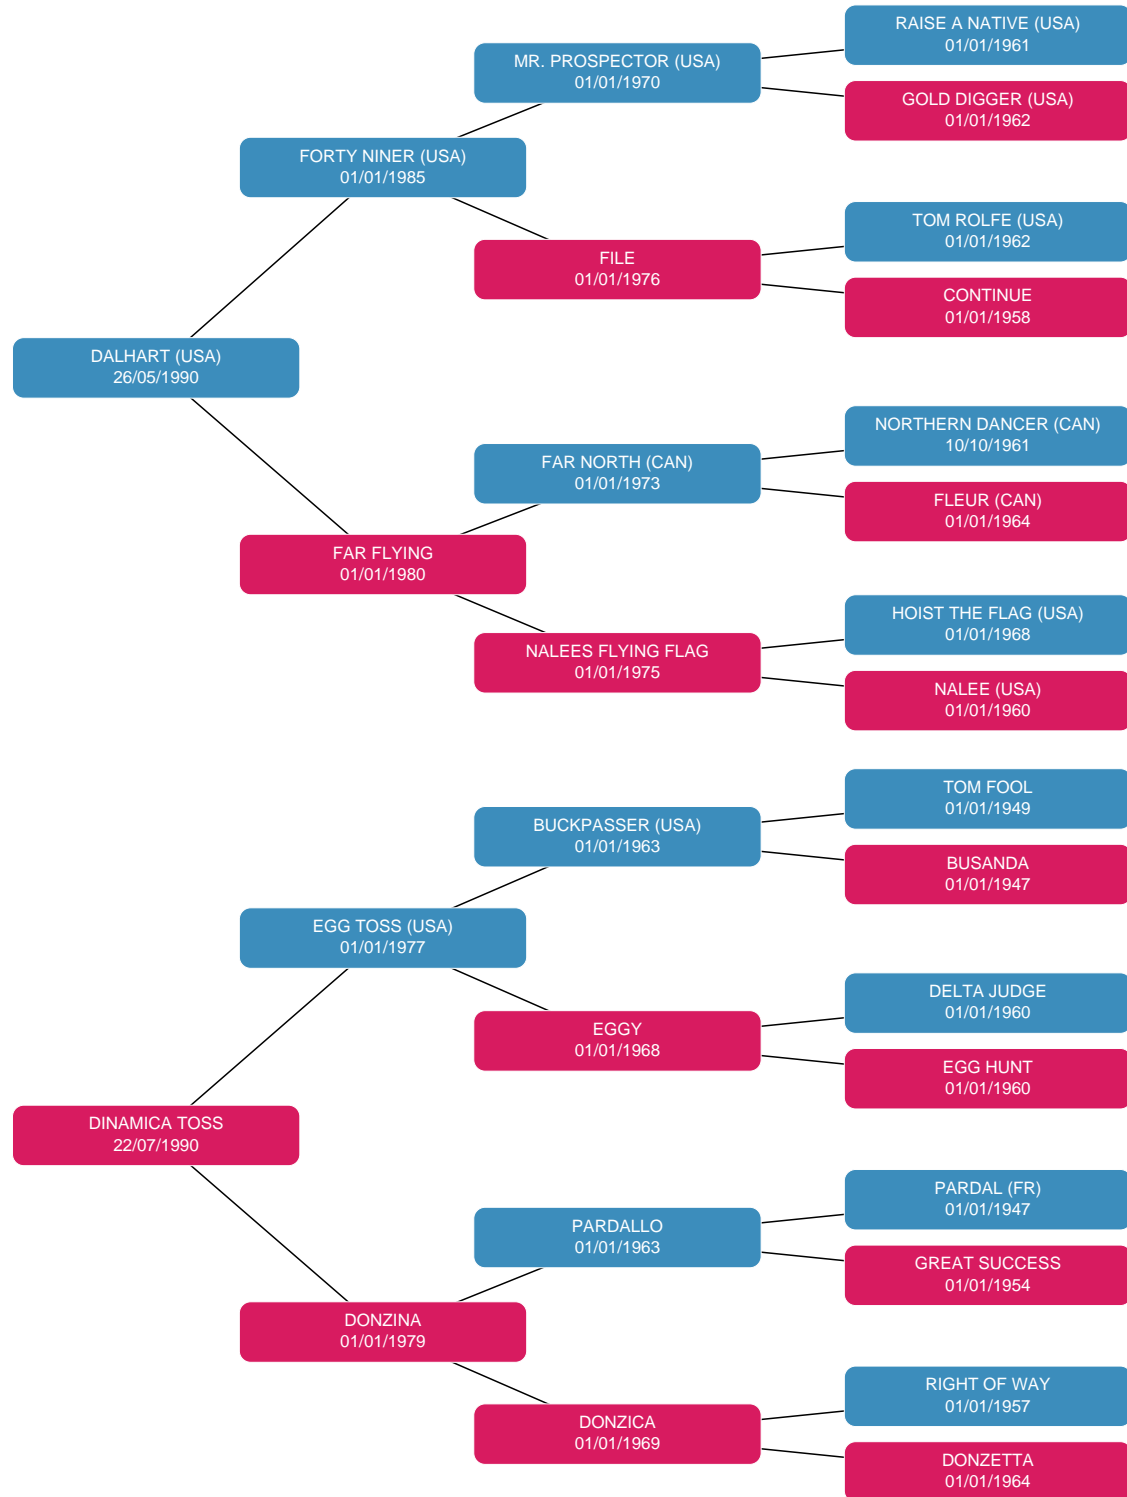 RAISE A NATIVE (USA)
01/01/1961
MR. PROSPECTOR (USA)
01/01/1970
GOLD DIGGER (USA)
01/01/1962
FORTY NINER (USA)
01/01/1985
TOM ROLFE (USA)
01/01/1962
FILE
01/01/1976
CONTINUE
01/01/1958
DALHART (USA)
26/05/1990
NORTHERN DANCER (CAN)
10/10/1961
FAR NORTH (CAN)
01/01/1973
FLEUR (CAN)
01/01/1964
FAR FLYING
01/01/1980
HOIST THE FLAG (USA)
01/01/1968
NALEES FLYING FLAG
01/01/1975
NALEE (USA)
01/01/1960
TOM FOOL
01/01/1949
BUCKPASSER (USA)
01/01/1963
BUSANDA
01/01/1947
EGG TOSS (USA)
01/01/1977
DELTA JUDGE
01/01/1960
EGGY
01/01/1968
EGG HUNT
01/01/1960
DINAMICA TOSS
22/07/1990
PARDAL (FR)
01/01/1947
PARDALLO
01/01/1963
GREAT SUCCESS
01/01/1954
DONZINA
01/01/1979
RIGHT OF WAY
01/01/1957
DONZICA
01/01/1969
DONZETTA
01/01/1964